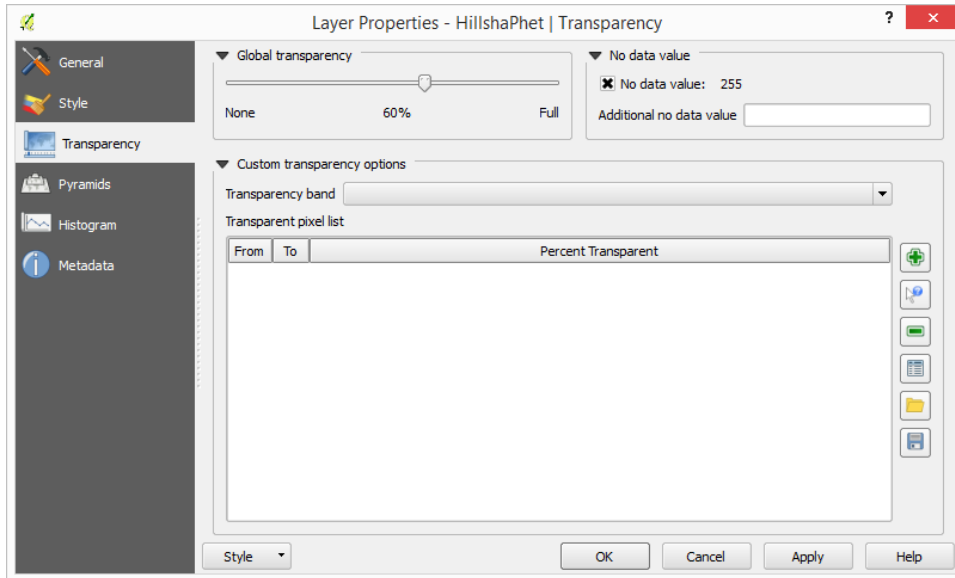 Layer Properties - HillshaPhet | Transparency
?
General
Style
Transparency
Pyramids
Histogram
Metadata
Global transparency
None 60% Full
No data value
No data value: 255
Additional no data value
Custom transparency options
Transparency band
Transparent pixel list
From To Percent Transparent
Style OK Cancel Apply Help